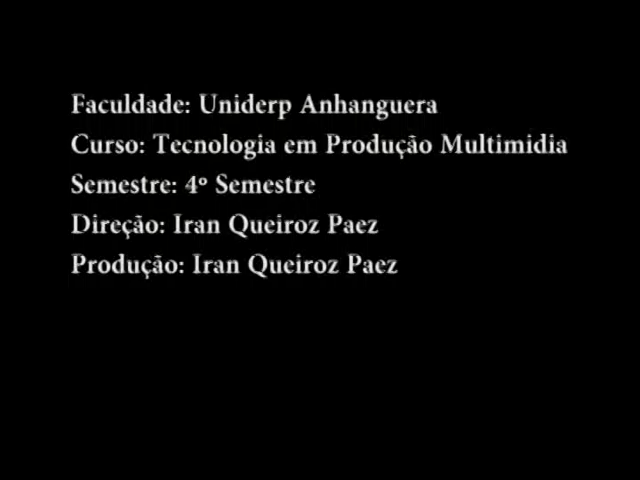 Faculdade: Uniderp Anhanguera
Curso: Tecnologia em Produção Multimidia
Semestre: 4º Semestre
Direção: Iran Queiroz Paez
Produção: Iran Queiroz Paez